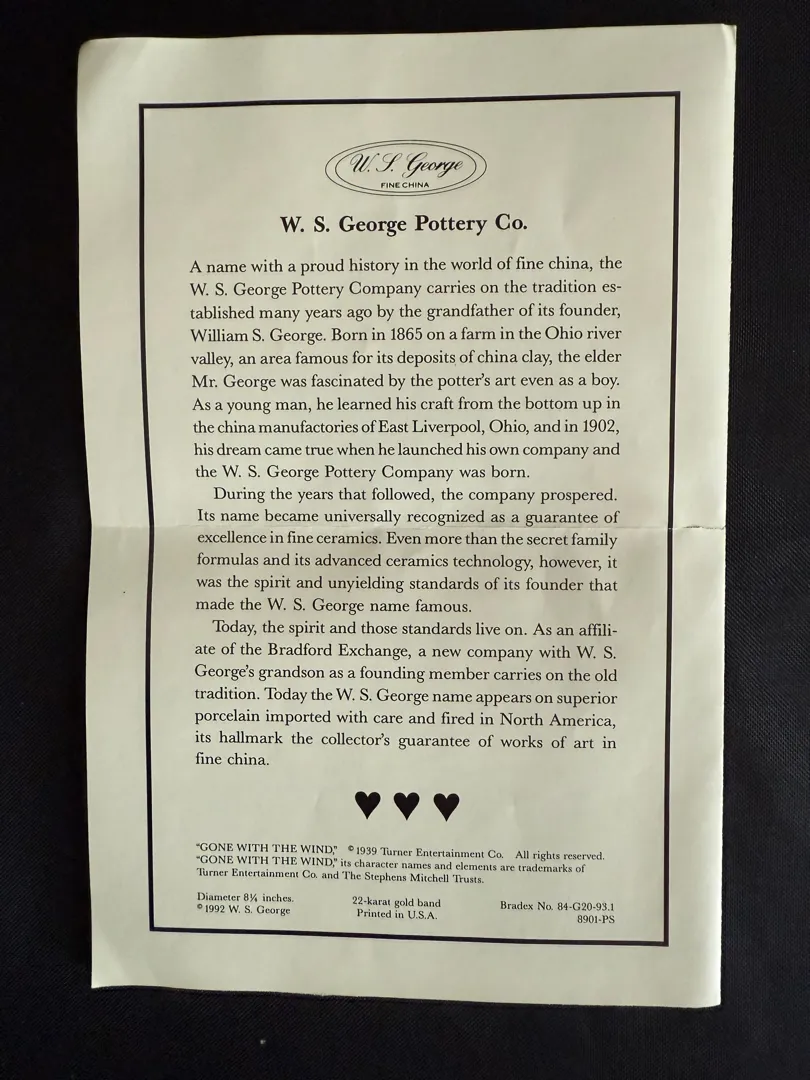 W. S. George
FINE CHINA
W. S. George Pottery Co.
A name with a proud history in the world of fine china, the
W. S. George Pottery Company carries on the tradition es-
tablished many years ago by the grandfather of its founder,
William S. George. Born in 1865 on a farm in the Ohio river
valley, an area famous for its deposits of china clay, the elder
Mr. George was fascinated by the potter's art even as a boy.
As a young man, he learned his craft from the bottom up in
the china manufactories of East Liverpool, Ohio, and in 1902,
his dream came true when he launched his own company and
the W. S. George Pottery Company was born.
During the years that followed, the company prospered.
Its name became universally recognized as a guarantee of
excellence in fine ceramics. Even more than the secret family
formulas and its advanced ceramics technology, however, it
was the spirit and unyielding standards of its founder that
made the W. S. George name famous.
Today, the spirit and those standards live on. As an affili-
ate of the Bradford Exchange, a new company with W. S.
George's grandson as a founding member carries on the old
tradition. Today the W. S. George name appears on superior
porcelain imported with care and fired in North America,
its hallmark the collector's guarantee of works of art in
fine china.
"GONE WITH THE WIND," © 1939 Turner Entertainment Co. All rights reserved.
"GONE WITH THE WIND," its character names and elements are trademarks of
Turner Entertainment Co. and The Stephens Mitchell Trusts.
Diameter 8¼ inches.
© 1992 W. S. George
22-karat gold band
Printed in U.S.A.
Bradex No. 84-G20-93.1
8901-PS